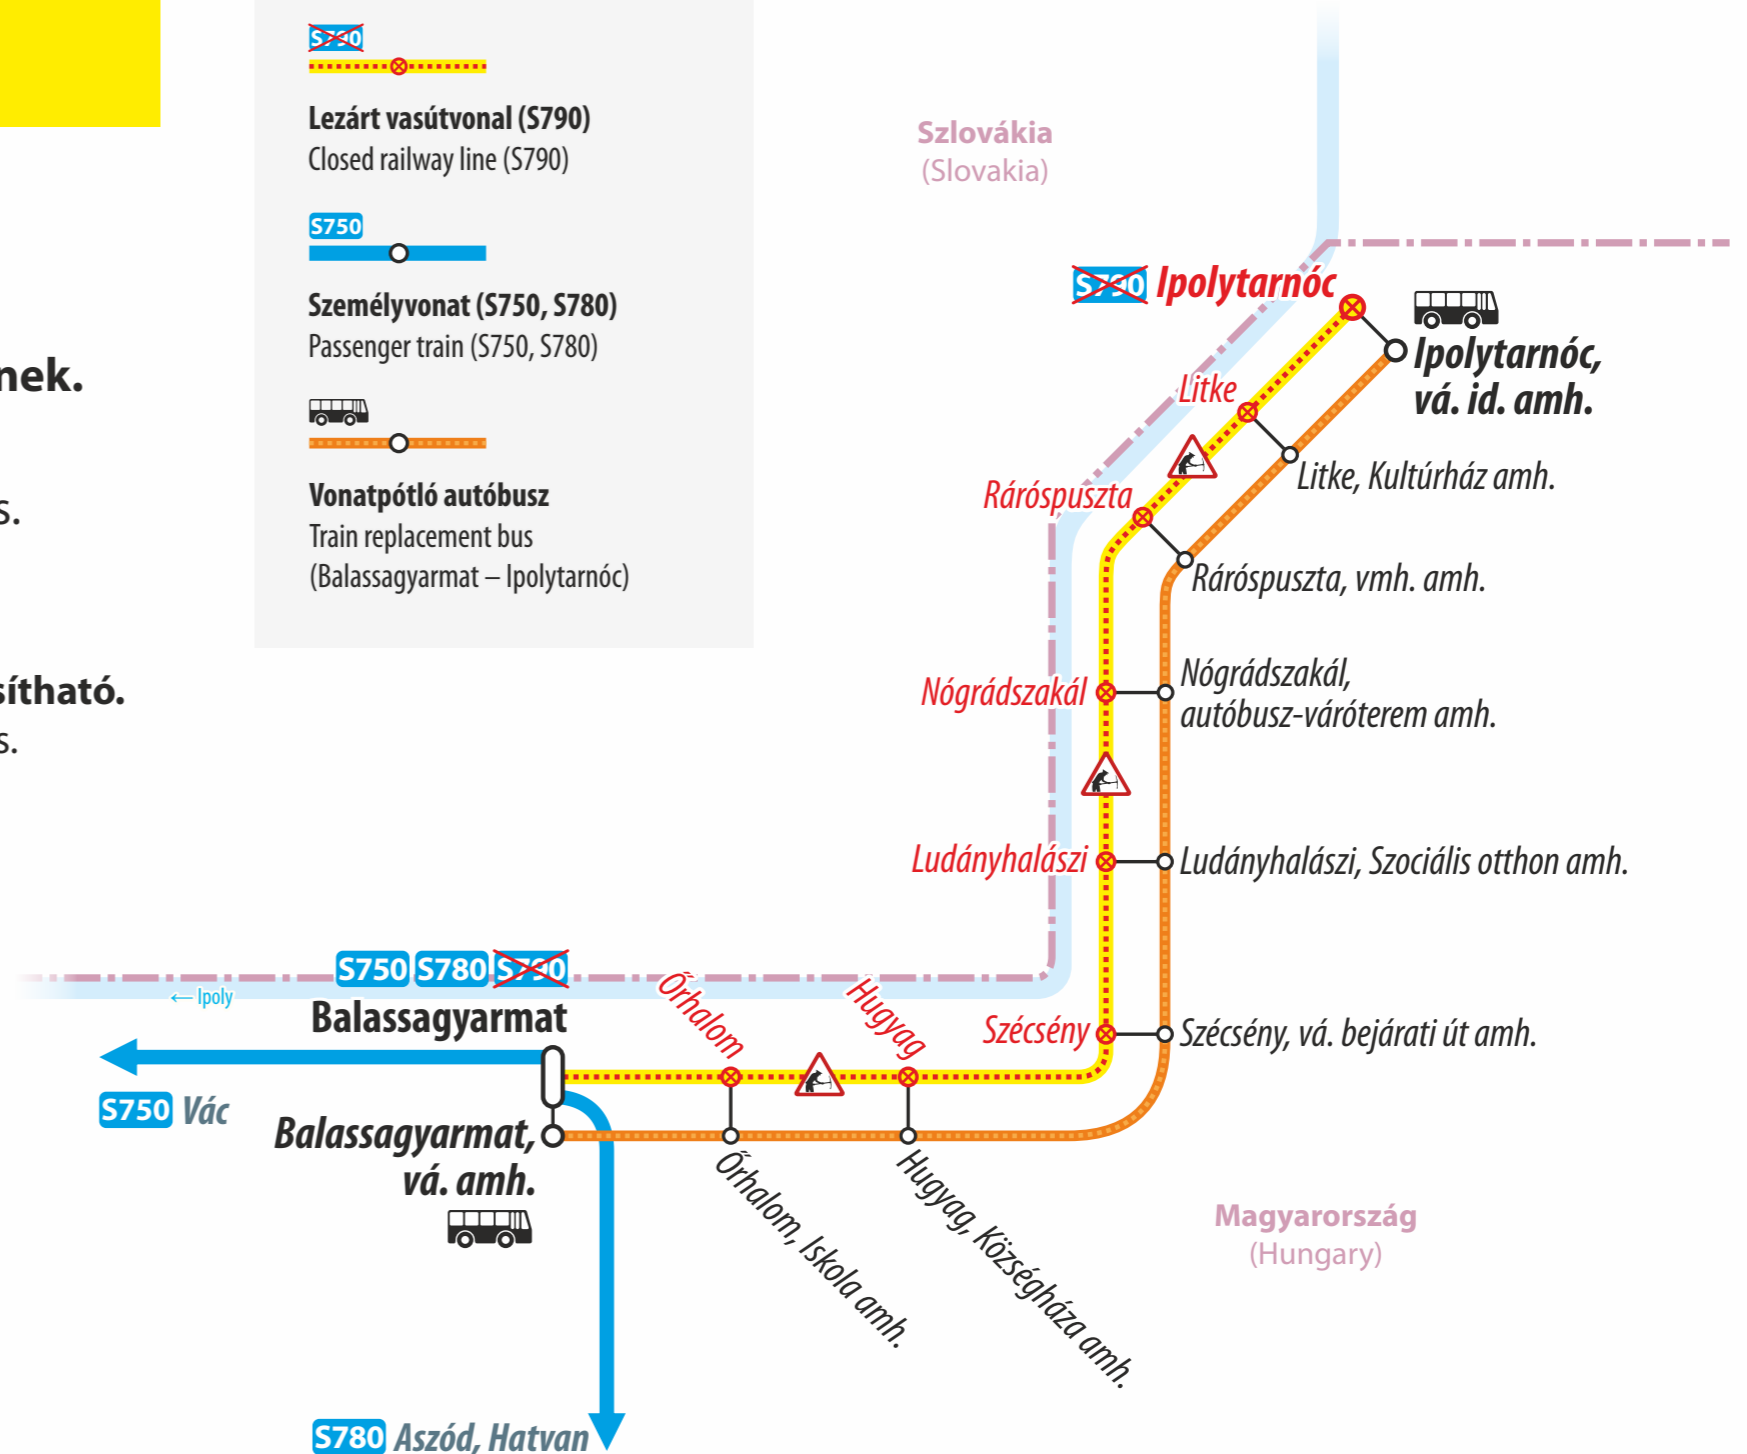 nek.
s.
sítható.
s.
S790
Lezárt vasútvonal (S790)
Closed railway line (S790)
S750
Személyvonat (S750, S780)
Passenger train (S750, S780)
Vonatpótló autóbusz
Train replacement bus
(Balassagyarmat – Ipolytarnóc)
Szlovákia
(Slovakia)
S790 Ipolytarnóc
Ipolytarnóc,
vá. id. amh.
Litke
Litke, Kultúrház amh.
Ráróspuszta
Ráróspuszta, vmh. amh.
Nógrádszakál
Nógrádszakál,
autóbusz-váróterem amh.
Ludányhalászi
Ludányhalászi, Szociális otthon amh.
S750 S780 S790
← Ipoly
Balassagyarmat
Őrhalom
Hugyag
Szécsény
Szécsény, vá. bejárati út amh.
S750 Vác
Balassagyarmat,
vá. amh.
Őrhalom, Iskola amh.
Hugyag, Községháza amh.
Magyarország
(Hungary)
S780 Aszód, Hatvan